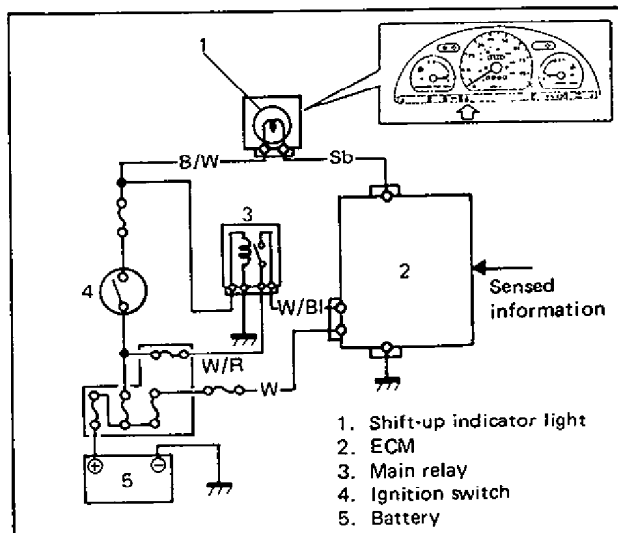 1
B/W
Sb
3
2
4
W/Bl
Sensed
information
W/R
W
5
1. Shift-up indicator light
2. ECM
3. Main relay
4. Ignition switch
5. Battery